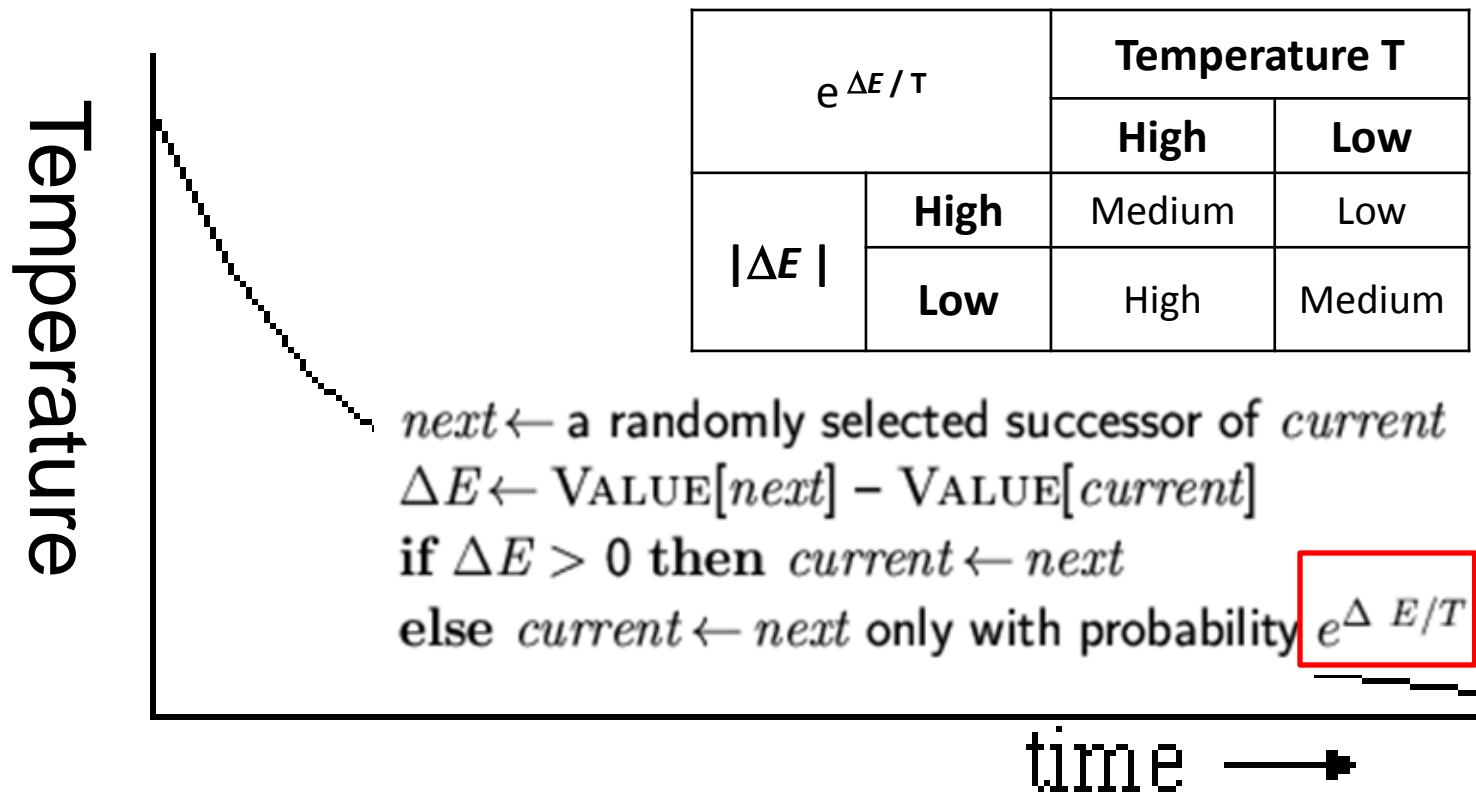 Temperature
e ΔE / T
Temperature T
High Low
|ΔE |
High Medium Low
Low High Medium
next ← a randomly selected successor of current
ΔE ← VALUE[next] – VALUE[current]
if ΔE > 0 then current ← next
else current ← next only with probability e^Δ E/T
time